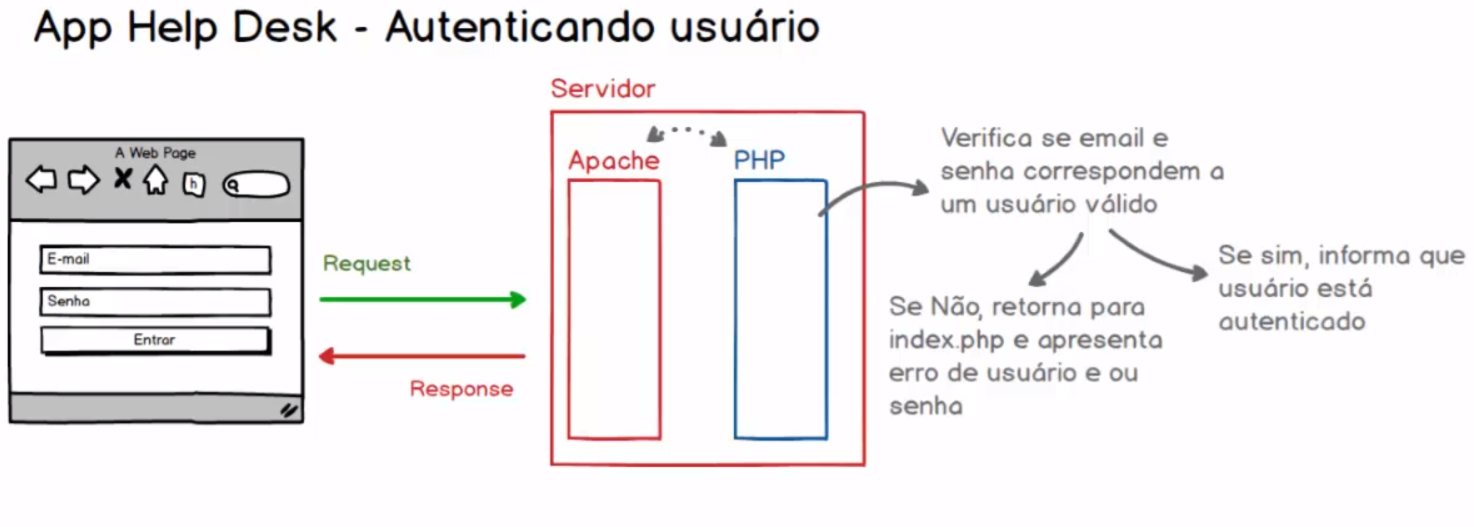 App Help Desk - Autenticando usuário
Servidor
A Web Page
h
E-mail
Senha
Entrar
Request
Response
Apache
PHP
Verifica se email e
senha correspondem a
um usuário válido
Se Não, retorna para
index.php e apresenta
erro de usuário e ou
senha
Se sim, informa que
usuário está
autenticado